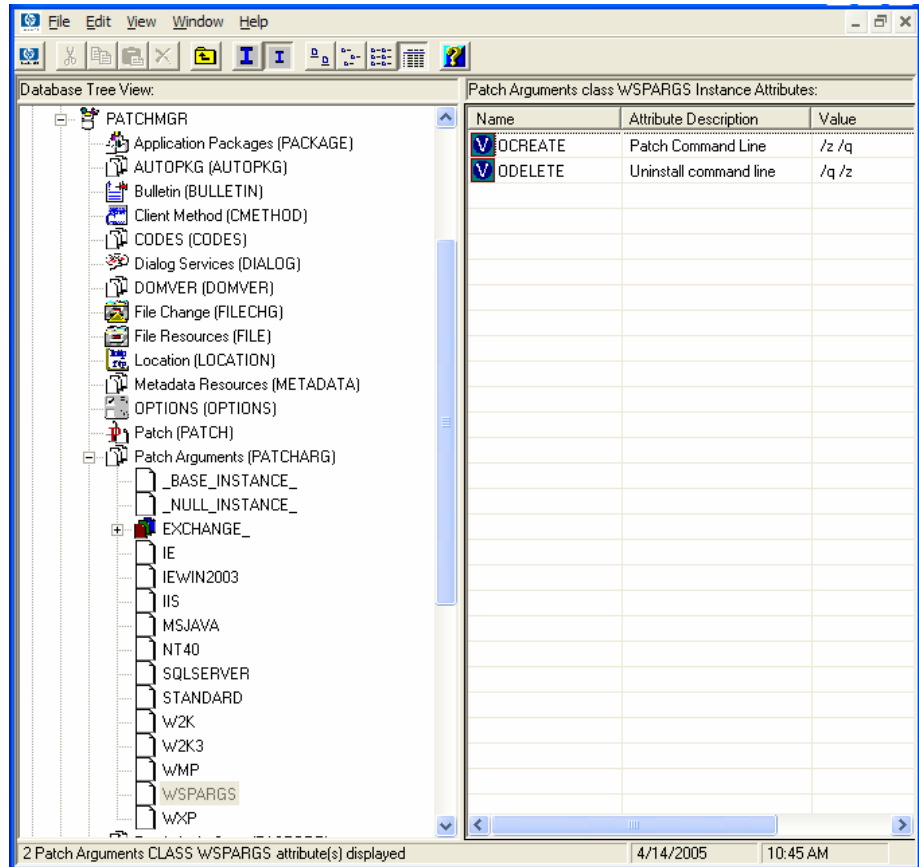 File Edit View Window Help
Database Tree View:
Patch Arguments class WSPARGS Instance Attributes:
PATCHMGR
Application Packages (PACKAGE)
AUTOPKG (AUTOPKG)
Bulletin (BULLETIN)
Client Method (CMETHOD)
CODES (CODES)
Dialog Services (DIALOG)
DOMVER (DOMVER)
File Change (FILECHG)
File Resources (FILE)
Location (LOCATION)
Metadata Resources (METADATA)
OPTIONS (OPTIONS)
Patch (PATCH)
Patch Arguments (PATCHARG)
_BASE_INSTANCE_
_NULL_INSTANCE_
EXCHANGE_
IE
IEWIN2003
IIS
MSJAVA
NT40
SQLSERVER
STANDARD
W2K
W2K3
WMP
WSPARGS
WXP
Name Attribute Description Value
OCREATE Patch Command Line /z /q
ODELETE Uninstall command line /q /z
2 Patch Arguments CLASS WSPARGS attribute(s) displayed 4/14/2005 10:45 AM